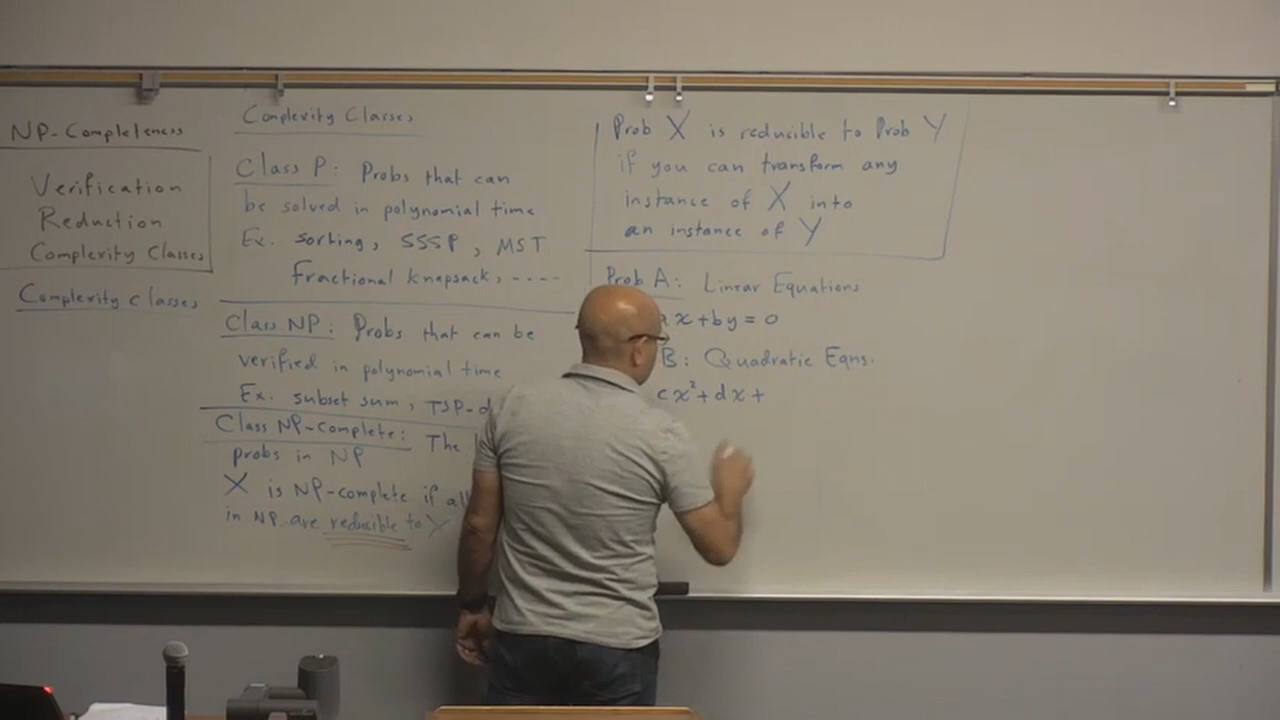 NP-Completeness
Verification
Reduction
Complexity Classes
Complexity classes
Complexity Classes
Class P: Probs that can
be solved in polynomial time
Ex. sorting, SSSP, MST
Fractional knapsack, ----
Class NP: Probs that can be
verified in polynomial time
Ex. subset sum, TSP-d
Class NP-Complete: The
probs in NP
X is NP-complete if all
in NP are reducible to X
Prob X is reducible to Prob Y
if you can transform any
instance of X into
an instance of Y
Prob A: Linear Equations
ax+by=0
B: Quadratic Eqns.
cx²+dx+